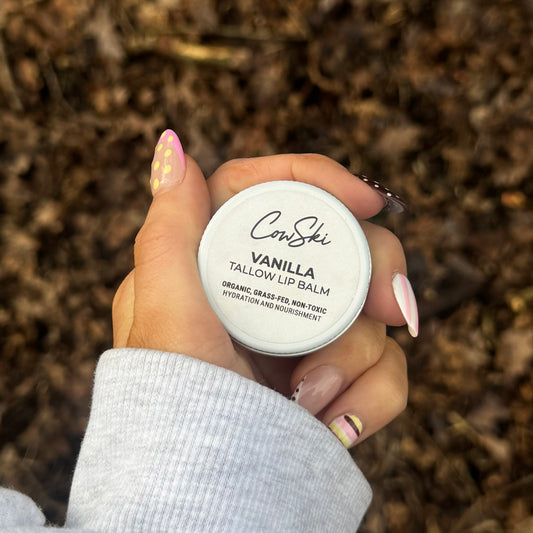 CowSki
VANILLA
TALLOW LIP BALM
ORGANIC, GRASS-FED, NON-TOXIC
HYDRATION AND NOURISHMENT